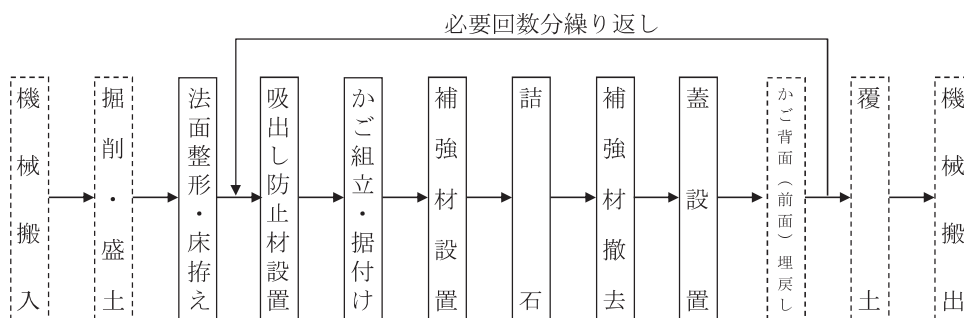 必要回数分繰り返し
機械搬入
掘削・盛土
法面整形・床拵え
吸出し防止材設置
かご組立・据付け
補強材設置
詰石
補強材撤去
蓋設置
かご背面(前面)埋戻し
覆土
機械搬出